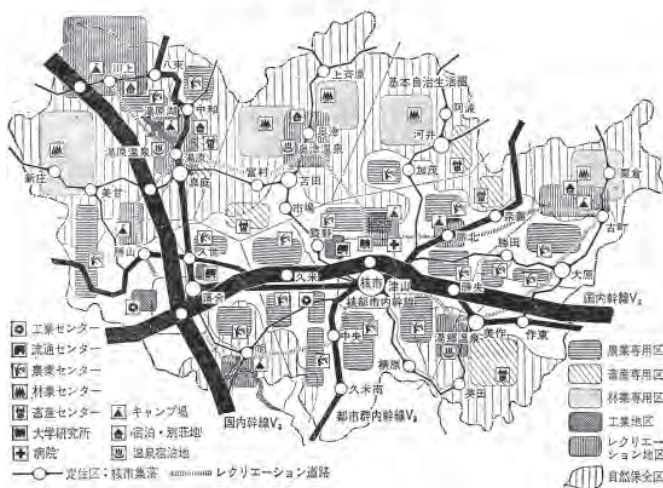 川上
八束
上斉原
基本自治生活圏
湯原湖
中和
阿波
湯原温泉
湯原
奥津
奥津温泉
河井
新庄
富村
古田
加茂
粟倉
美甘
真庭
市場
奈義
古町
勝山
久世
鏡野
勝北
勝田
大原
落合
久米
核市
津山
勝央
国内幹線V₂
核都市内幹線
湯郷温泉
美作
作東
中央
柵原
英田
久米南
国内幹線V₂
都市群内幹線V₃
工業センター
流通センター
農業センター
林業センター
畜産センター
大学研究所
病院
キャンプ場
宿泊・別荘地
温泉宿泊地
定住区：核市集落
レクリエーション道路
農業専用区
畜産専用区
林業専用区
工業地区
レクリエーション地区
自然保全区